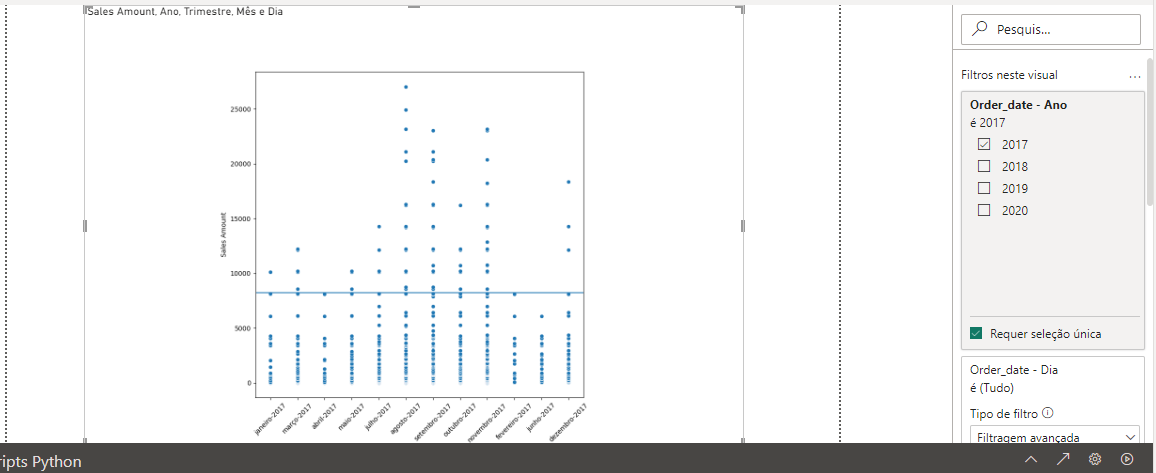 Sales Amount, Ano, Trimestre, Mês e Dia
25000
20000
15000
10000
5000
0
Sales Amount
janeiro-2017
março-2017
abril-2017
maio-2017
julho-2017
agosto-2017
setembro-2017
outubro-2017
novembro-2017
fevereiro-2017
junho-2017
dezembro-2017
Pesquis...
Filtros neste visual
...
Order_date - Ano
é 2017
2017
2018
2019
2020
Requer seleção única
Order_date - Dia
é (Tudo)
Tipo de filtro
Filtragem avançada
ripts Python